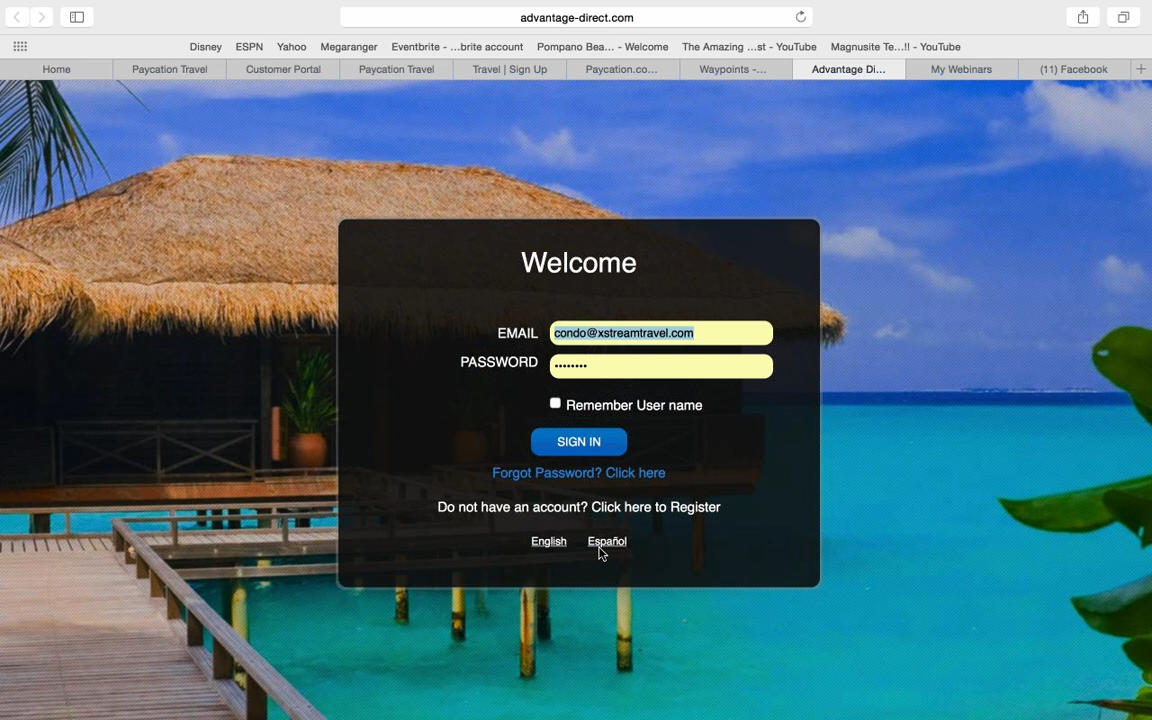 advantage-direct.com
Disney ESPN Yahoo Megaranger Eventbrite - ...brite account Pompano Bea... - Welcome The Amazing ...st - YouTube Magnusite Te...!! - YouTube
Home Paycation Travel Customer Portal Paycation Travel Travel | Sign Up Paycation.co... Waypoints -... Advantage Di... My Webinars (11) Facebook +
Welcome
EMAIL condo@xstreamtravel.com
PASSWORD ••••••••
Remember User name
SIGN IN
Forgot Password? Click here
Do not have an account? Click here to Register
English Español